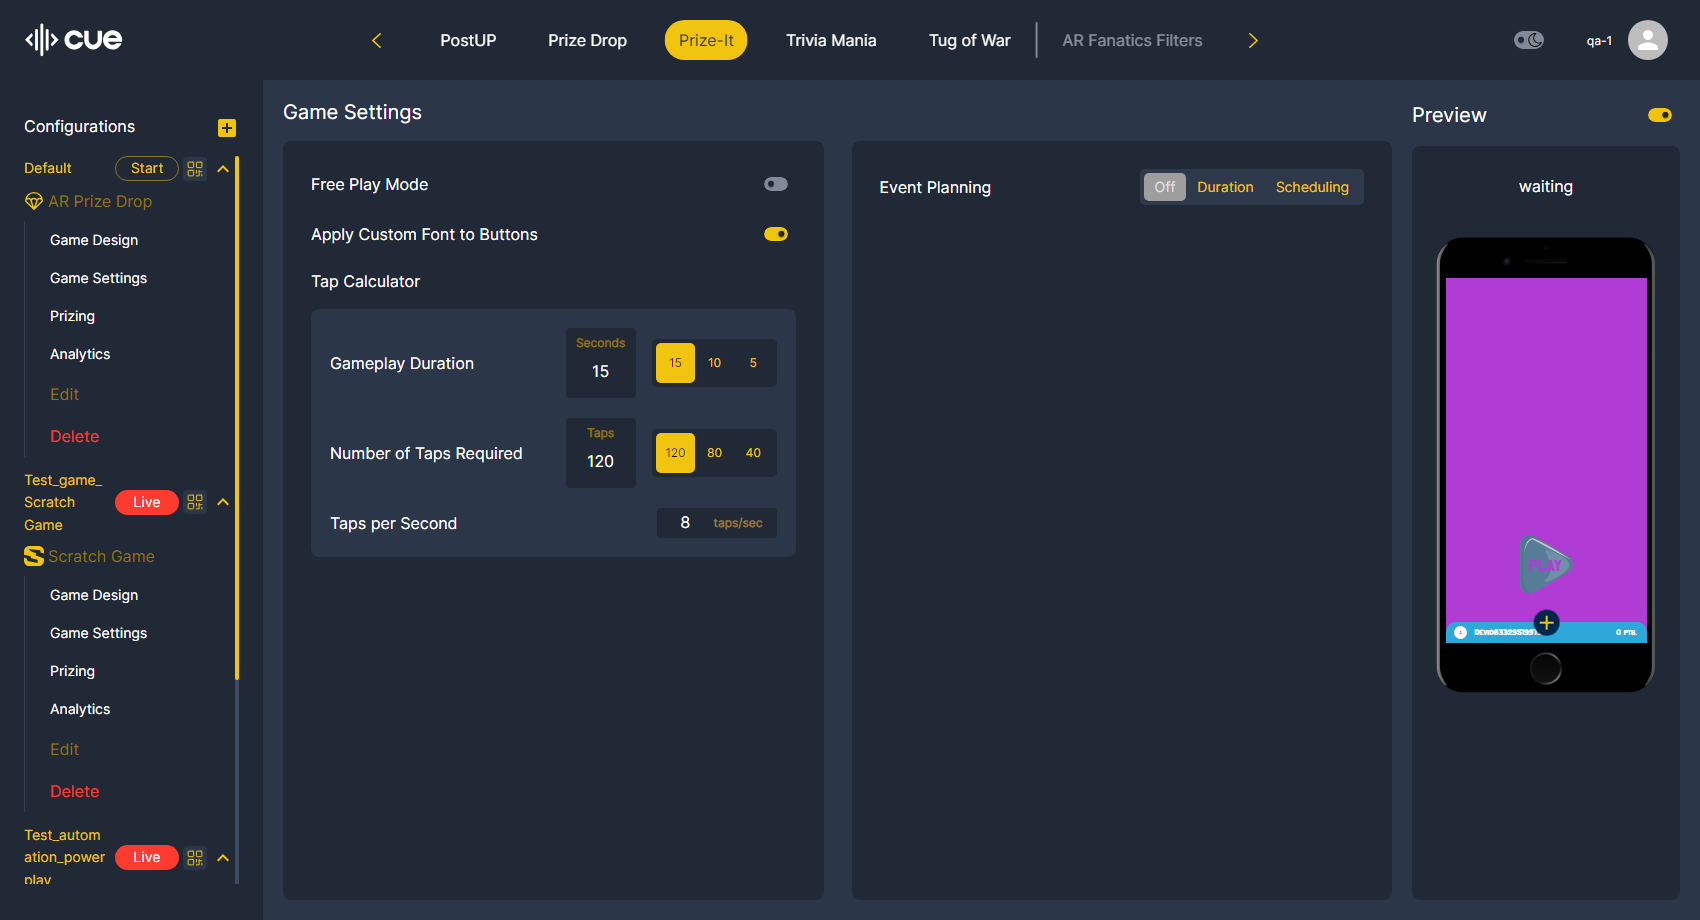 cue
PostUP
Prize Drop
Prize-It
Trivia Mania
Tug of War
AR Fanatics Filters
qa-1
Configurations
Default
Start
AR Prize Drop
Game Design
Game Settings
Prizing
Analytics
Edit
Delete
Test_game_
Scratch
Game
Live
Scratch Game
Game Design
Game Settings
Prizing
Analytics
Edit
Delete
Test_autom
ation_power
play
Live
Game Settings
Free Play Mode
Apply Custom Font to Buttons
Tap Calculator
Gameplay Duration
Seconds
15
15 10 5
Number of Taps Required
Taps
120
120 80 40
Taps per Second
8 taps/sec
Event Planning
Off Duration Scheduling
Preview
waiting
PLAY
0 PTS.